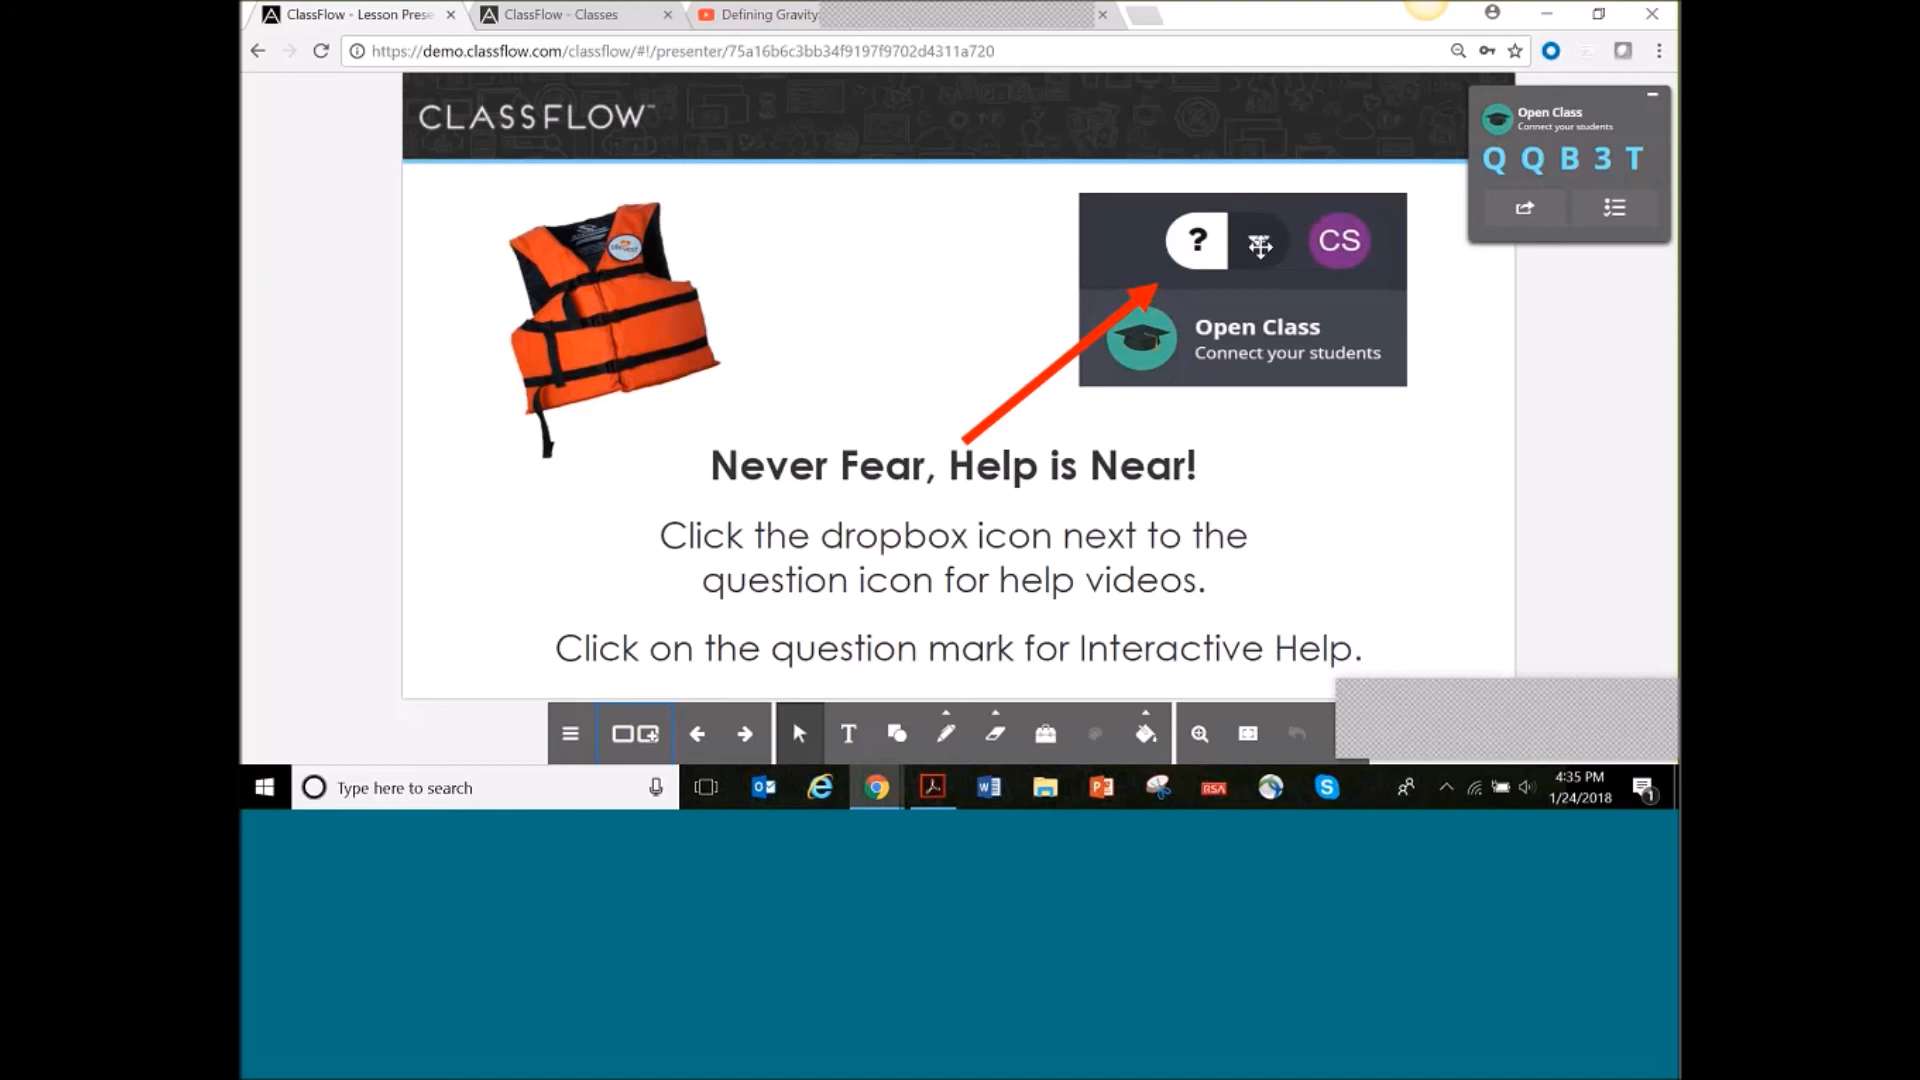 ClassFlow - Lesson Prese
ClassFlow - Classes
Defining Gravity:
https://demo.classflow.com/classflow/#!/presenter/75a16b6c3bb34f9197f9702d4311a720
CLASSFLOW™
Open Class
Connect your students
Q Q B 3 T
? CS
Open Class
Connect your students
Never Fear, Help is Near!
Click the dropbox icon next to the
question icon for help videos.
Click on the question mark for Interactive Help.
T
Type here to search
RSA
4:35 PM
1/24/2018
1